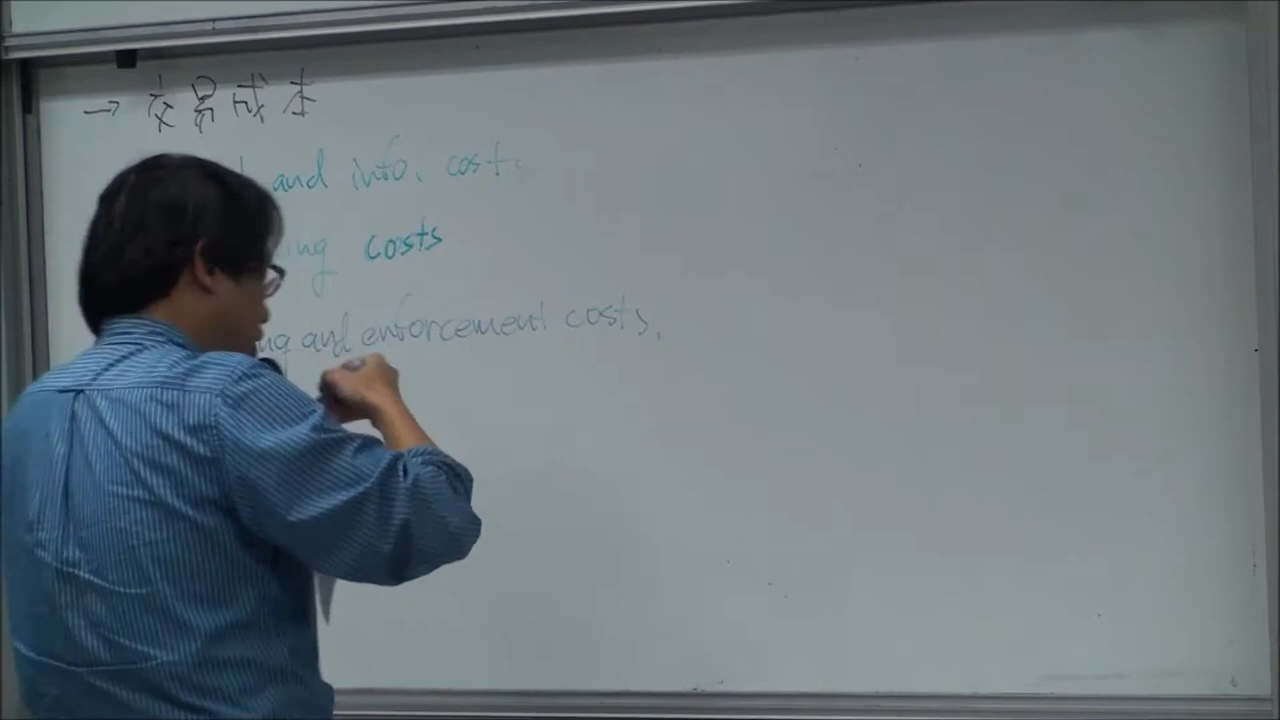 → 交易成本
and info. costs
costs
and enforcement costs.